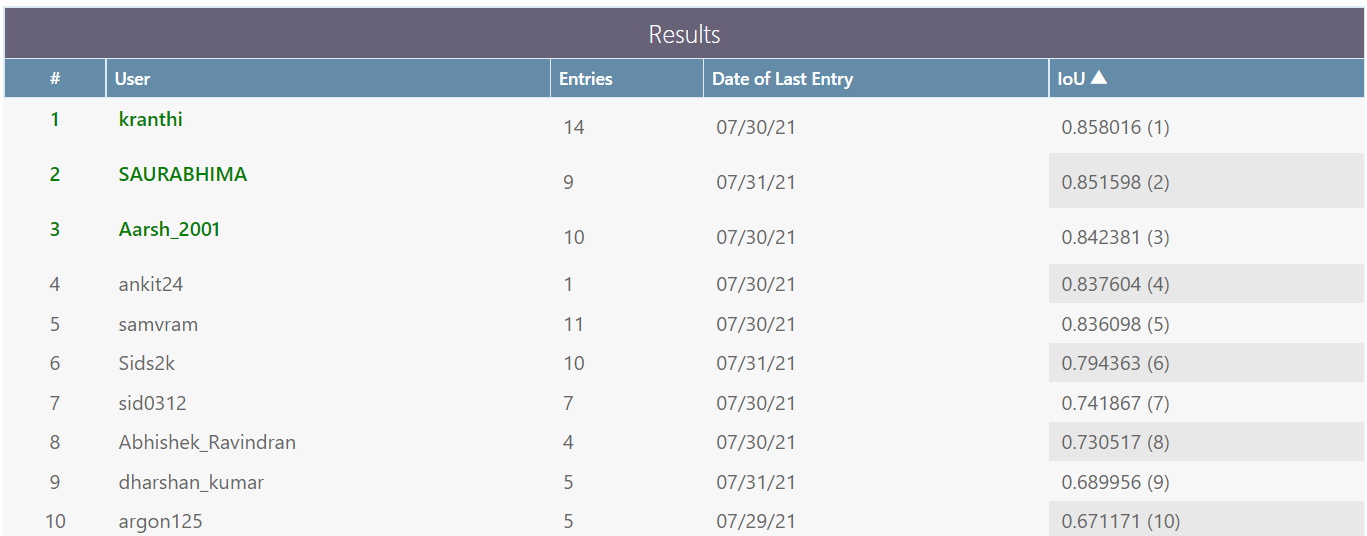 Results
# User Entries Date of Last Entry IoU ▲
1 kranthi 14 07/30/21 0.858016 (1)
2 SAURABHIMA 9 07/31/21 0.851598 (2)
3 Aarsh_2001 10 07/30/21 0.842381 (3)
4 ankit24 1 07/30/21 0.837604 (4)
5 samvram 11 07/30/21 0.836098 (5)
6 Sids2k 10 07/31/21 0.794363 (6)
7 sid0312 7 07/30/21 0.741867 (7)
8 Abhishek_Ravindran 4 07/30/21 0.730517 (8)
9 dharshan_kumar 5 07/31/21 0.689956 (9)
10 argon125 5 07/29/21 0.671171 (10)